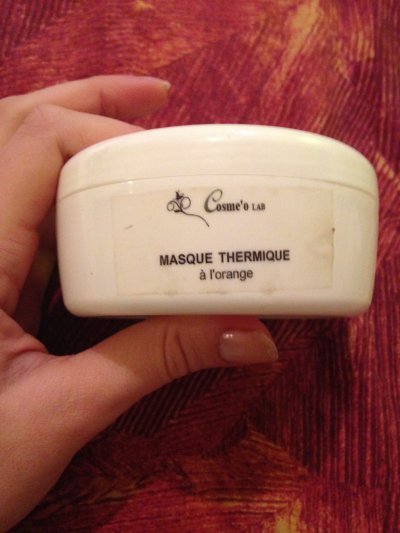 Cosme'o LAB
MASQUE THERMIQUE
à l'orange